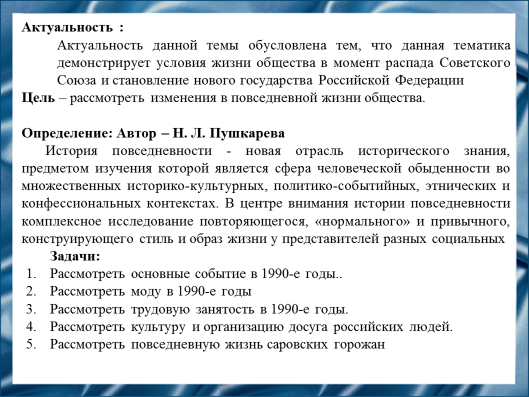 Актуальность :
Актуальность данной темы обусловлена тем, что данная тематика
демонстрирует условия жизни общества в момент распада Советского
Союза и становление нового государства Российской Федерации
Цель – рассмотреть изменения в повседневной жизни общества.
Определение: Автор – Н. Л. Пушкарева
История повседневности - новая отрасль исторического знания,
предметом изучения которой является сфера человеческой обыденности во
множественных историко-культурных, политико-событийных, этнических и
конфессиональных контекстах. В центре внимания истории повседневности
комплексное исследование повторяющегося, «нормального» и привычного,
конструирующего стиль и образ жизни у представителей разных социальных
Задачи:
1. Рассмотреть основные событие в 1990-е годы..
2. Рассмотреть моду в 1990-е годы
3. Рассмотреть трудовую занятость в 1990-е годы.
4. Рассмотреть культуру и организацию досуга российских людей.
5. Рассмотреть повседневную жизнь саровских горожан